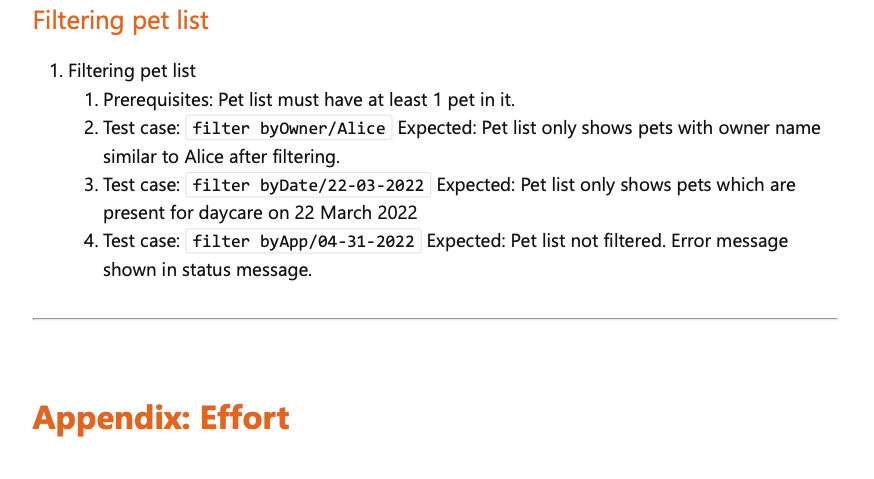 Filtering pet list
1. Filtering pet list
1. Prerequisites: Pet list must have at least 1 pet in it.
2. Test case: filter byOwner/Alice Expected: Pet list only shows pets with owner name
similar to Alice after filtering.
3. Test case: filter byDate/22-03-2022 Expected: Pet list only shows pets which are
present for daycare on 22 March 2022
4. Test case: filter byApp/04-31-2022 Expected: Pet list not filtered. Error message
shown in status message.
Appendix: Effort